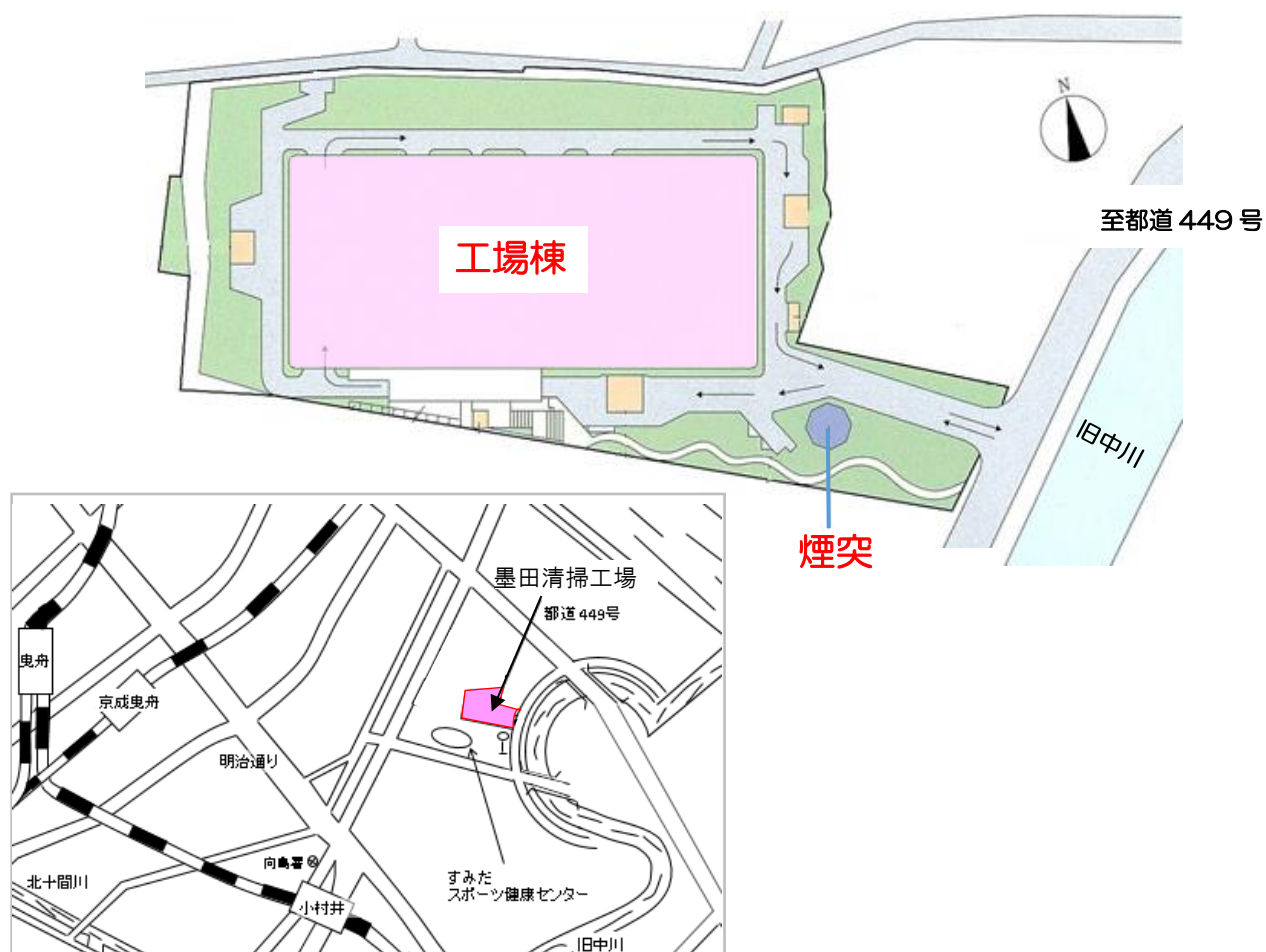 N
至都道 449 号
工場棟
旧中川
煙突
墨田清掃工場
都道449号
曳舟
京成曳舟
明治通り
向島署
すみだ
スポーツ健康センター
北十間川
小村井
旧中川